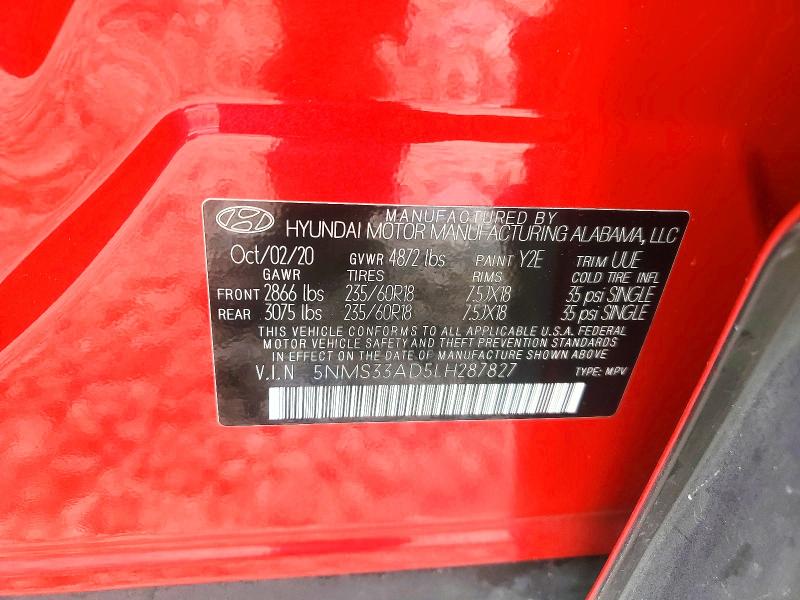 MANUFACTURED BY
HYUNDAI MOTOR MANUFACTURING ALABAMA, LLC
Oct/02/20 GVWR 4872 lbs PAINT Y2E TRIM UUE
GAWR TIRES RIMS COLD TIRE INFL
FRONT 2866 lbs 235/60R18 7.5JX18 35 psi SINGLE
REAR 3075 lbs 235/60R18 7.5JX18 35 psi SINGLE
THIS VEHICLE CONFORMS TO ALL APPLICABLE U.S.A. FEDERAL
MOTOR VEHICLE SAFETY AND THEFT PREVENTION STANDARDS
IN EFFECT ON THE DATE OF MANUFACTURE SHOWN ABOVE
V.I.N 5NMS33AD5LH287827 TYPE: MPV